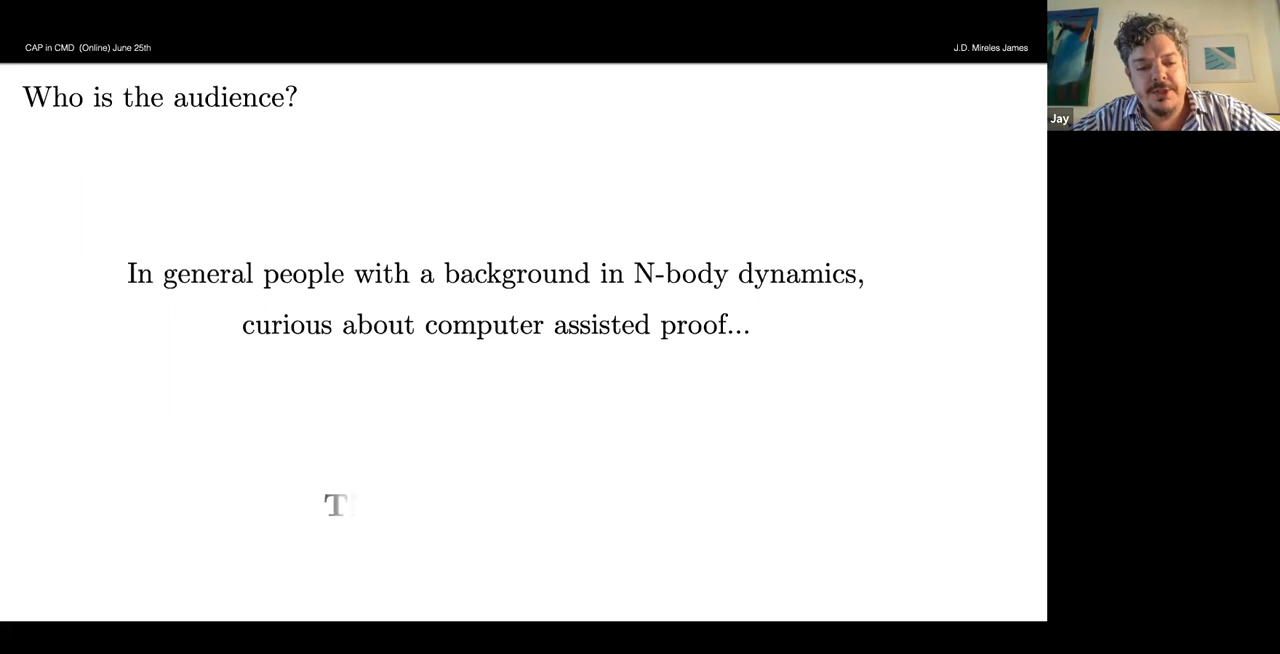 CAP in CMD (Online) June 25th
J.D. Mireles James
Jay
Who is the audience?
In general people with a background in N-body dynamics,
curious about computer assisted proof...
T